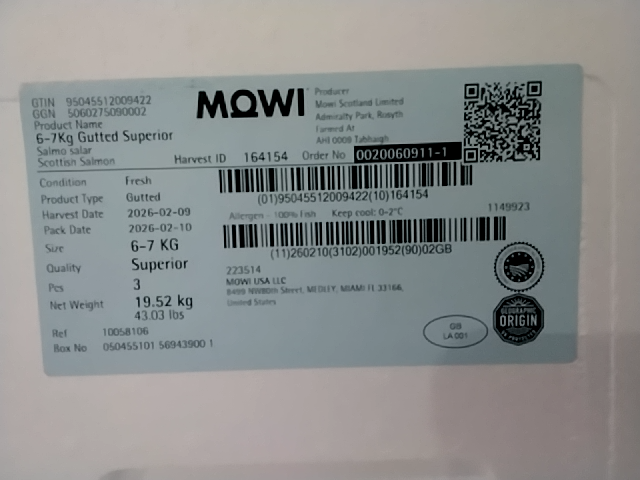 GTIN 95045512009422
GGN 5060275090002
Product Name
6-7Kg Gutted Superior
Salmo salar
Scottish Salmon
MOWI
Producer
Mowi Scotland Limited
Admiralty Park, Rosyth
Farmed At
AHI 0008 Tabhaigh
Harvest ID 164154 Order No 0020060911-1
Condition Fresh
Product Type Gutted
Harvest Date 2026-02-09
Pack Date 2026-02-10
Size 6-7 KG
Quality Superior
Pcs 3
Net Weight 19.52 kg
43.03 lbs
Ref 10058106
Box No 050455101 56943900 1
(01)95045512009422(10)164154
Allergen - 100% Fish Keep cool: 0-2°C 1149923
(11)260210(3102)001952(90)02GB
223514
MOWI USA LLC
8499 NW80th Street, MEDLEY, MIAMI FL 33166,
United States
GB
LA 001
GEOGRAPHIC
ORIGIN